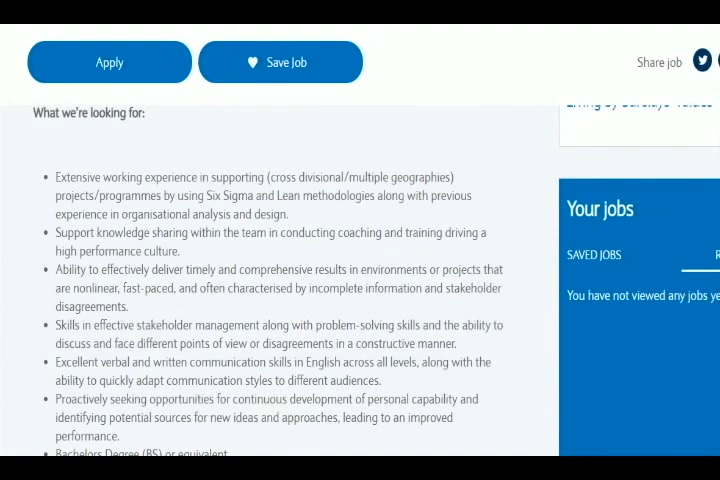 Apply
Save Job
Share job
What we're looking for:
Extensive working experience in supporting (cross divisional/multiple geographies)
projects/programmes by using Six Sigma and Lean methodologies along with previous
experience in organisational analysis and design.
Support knowledge sharing within the team in conducting coaching and training driving a
high performance culture.
Ability to effectively deliver timely and comprehensive results in environments or projects that
are nonlinear, fast-paced, and often characterised by incomplete information and stakeholder
disagreements.
Skills in effective stakeholder management along with problem-solving skills and the ability to
discuss and face different points of view or disagreements in a constructive manner.
Excellent verbal and written communication skills in English across all levels, along with the
ability to quickly adapt communication styles to different audiences.
Proactively seeking opportunities for continuous development of personal capability and
identifying potential sources for new ideas and approaches, leading to an improved
performance.
Bachelors Degree (BS) or equivalent
Living by Barclays Values
Your jobs
SAVED JOBS
R
You have not viewed any jobs ye